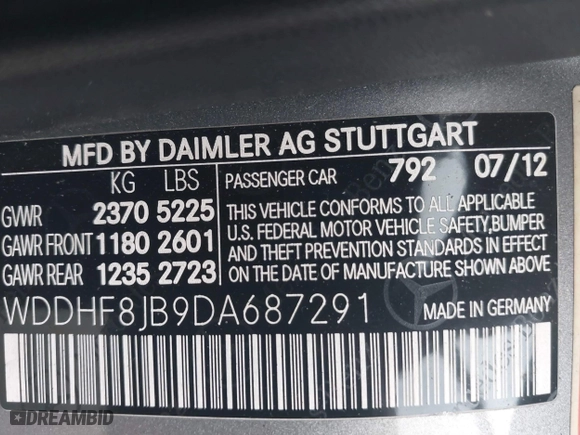 MFD BY DAIMLER AG STUTTGART
KG LBS
GVWR 2370 5225
GAWR FRONT 1180 2601
GAWR REAR 1235 2723
PASSENGER CAR 792 07/12
THIS VEHICLE CONFORMS TO ALL APPLICABLE
U.S. FEDERAL MOTOR VEHICLE SAFETY,BUMPER
AND THEFT PREVENTION STANDARDS IN EFFECT
ON THE DATE OF MANUFACTURE SHOWN ABOVE.
WDDHF8JB9DA687291
MADE IN GERMANY
DREAMBID